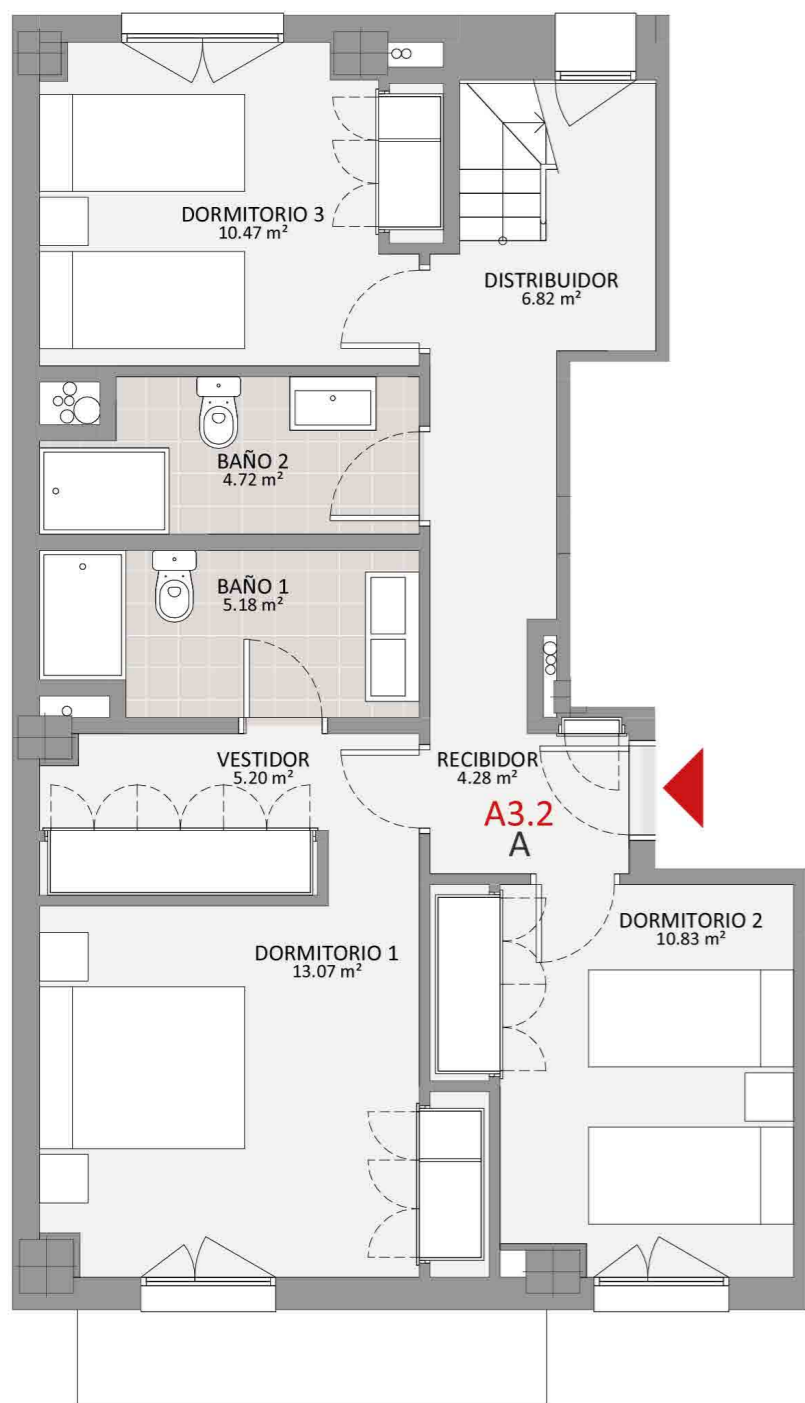 DORMITORIO 3
10.47 m²
DISTRIBUIDOR
6.82 m²
BAÑO 2
4.72 m²
BAÑO 1
5.18 m²
VESTIDOR
5.20 m²
RECIBIDOR
4.28 m²
A3.2
A
DORMITORIO 2
10.83 m²
DORMITORIO 1
13.07 m²